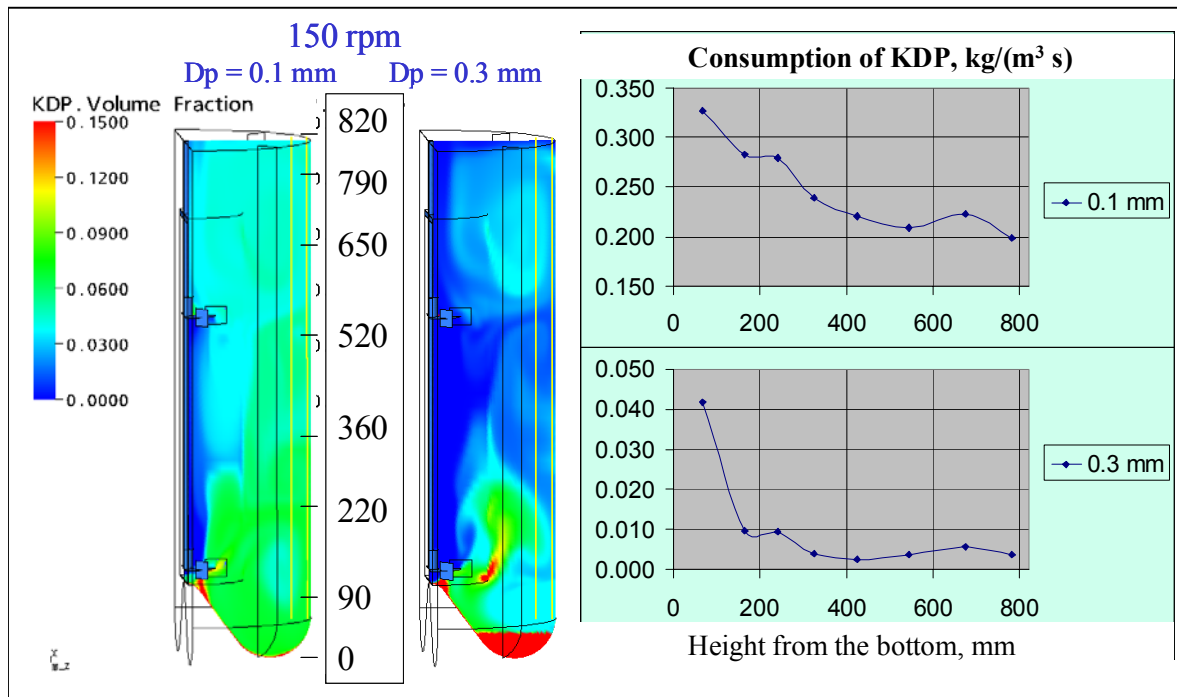 150 rpm
Dp = 0.1 mm
Dp = 0.3 mm
KDP. Volume Fraction
0.1500
0.1200
0.0900
0.0600
0.0300
0.0000
820
790
650
520
360
220
90
0
Consumption of KDP, kg/(m³ s)
0.350
0.300
0.250
0.200
0.150
0 200 400 600 800
0.1 mm
0.050
0.040
0.030
0.020
0.010
0.000
0 200 400 600 800
0.3 mm
Height from the bottom, mm